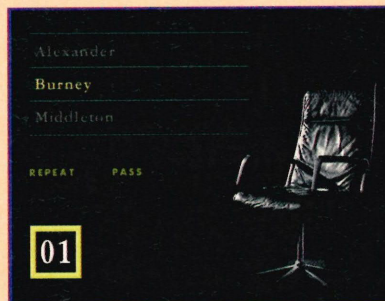 Alexander
Burney
Middleton
REPEAT PASS
01